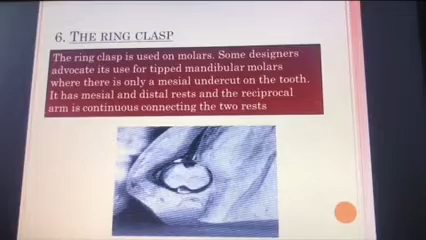 6. THE RING CLASP
The ring clasp is used on molars. Some designers
advocate its use for tipped mandibular molars
where there is only a mesial undercut on the tooth.
It has mesial and distal rests and the reciprocal
arm is continuous connecting the two rests